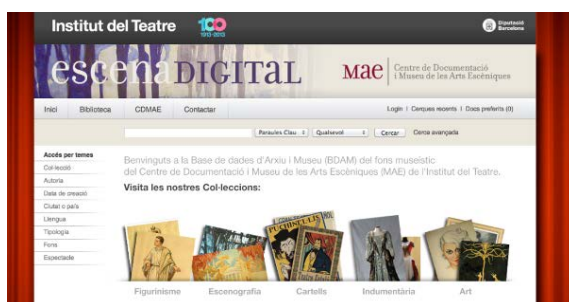 Institut del Teatre
100
1913-2013
Diputació
Barcelona
escena DIGITAL
mae
Centre de Documentació
i Museu de les Arts Escèniques
Inici Biblioteca CDMAE Contactar
Login | Cerques recents | Docs preferits (0)
Paraules Clau Qualsevol Cercar Cerca avançada
Accés per temes
Col·lecció
Autoria
Data de creació
Ciutat o país
Llengua
Tipologia
Fons
Espectacle
Benvinguts a la Base de dades d'Arxiu i Museu (BDAM) del fons museístic
del Centre de Documentació i Museu de les Arts Escèniques (MAE) de l'Institut del Teatre.
Visita les nostres Col·leccions:
PUCHINEL·LIS
Figurinisme Escenografia Cartells Indumentària Art